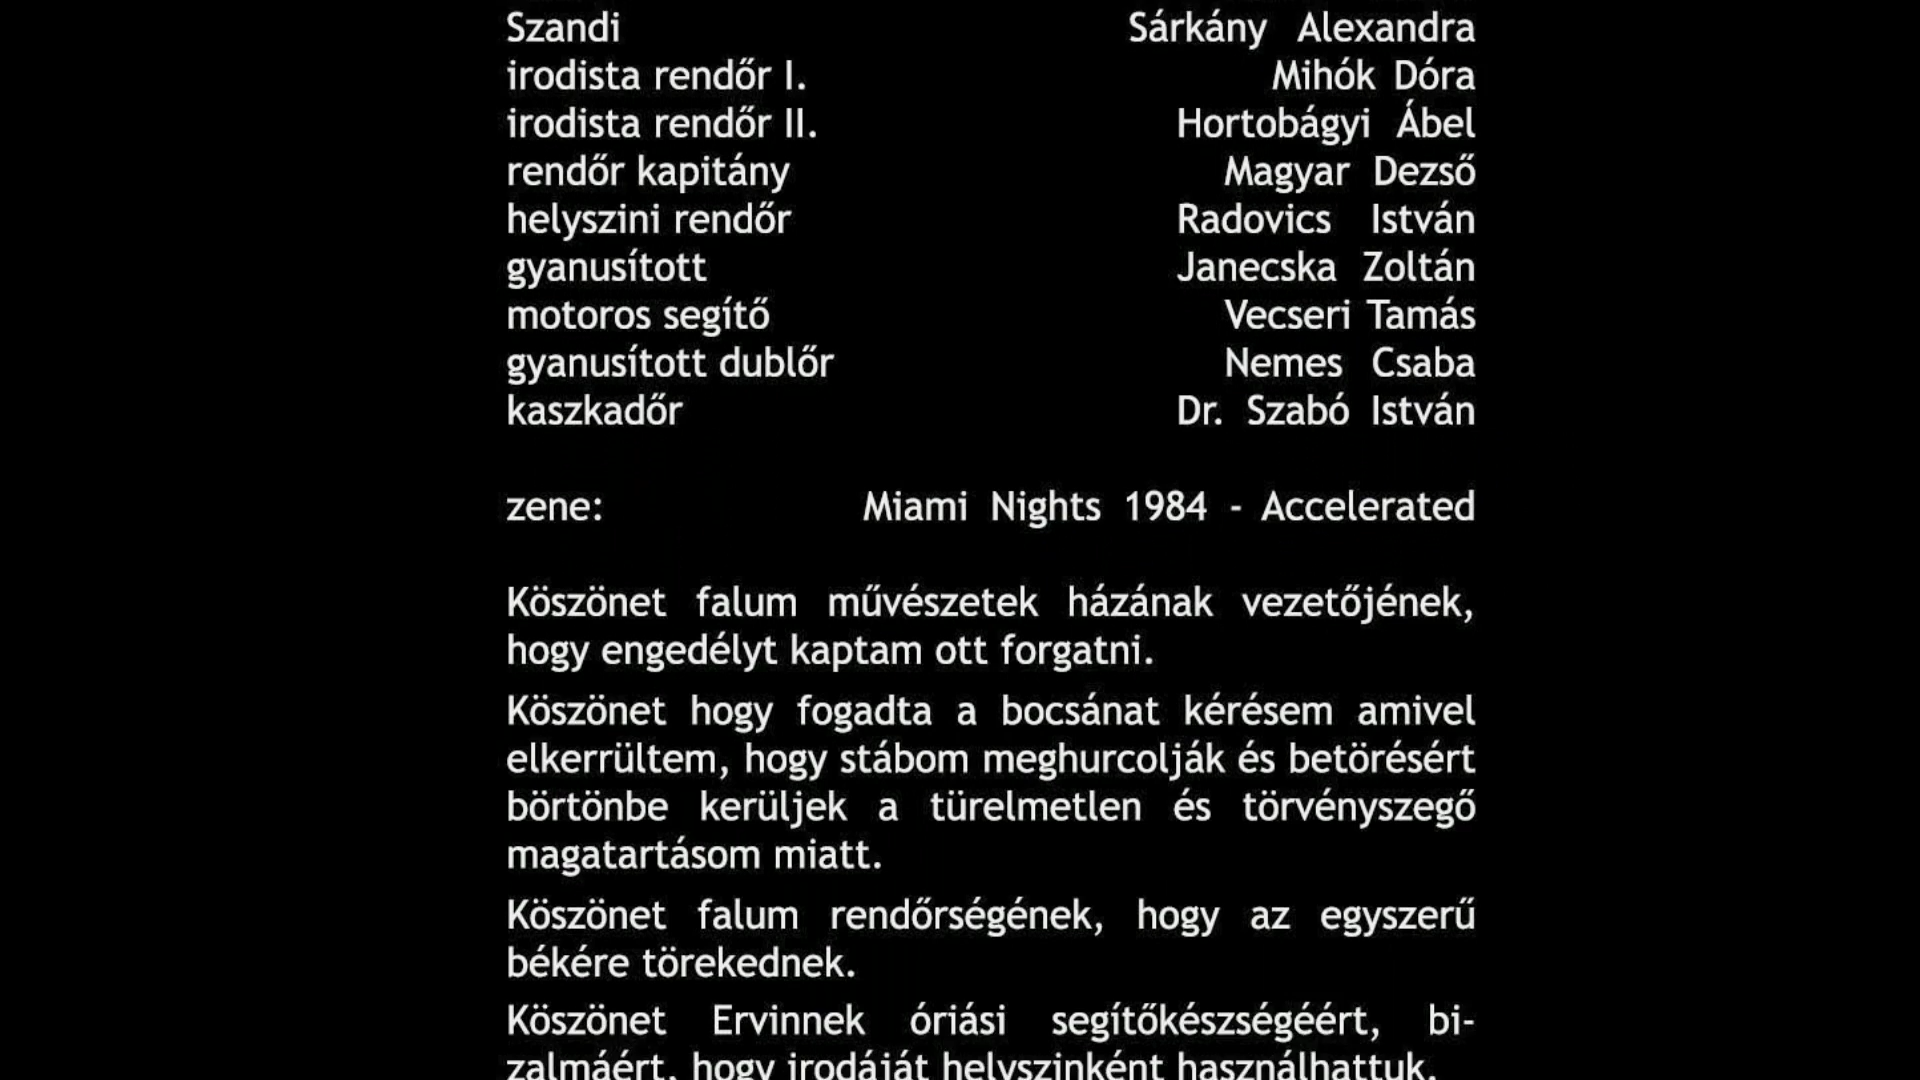 Szandi Sárkány Alexandra
irodista rendőr I. Mihók Dóra
irodista rendőr II. Hortobágyi Ábel
rendőr kapitány Magyar Dezső
helyszini rendőr Radovics István
gyanusított Janecska Zoltán
motoros segítő Vecseri Tamás
gyanusított dublőr Nemes Csaba
kaszkadőr Dr. Szabó István
zene: Miami Nights 1984 - Accelerated
Köszönet falum művészetek házának vezetőjének,
hogy engedélyt kaptam ott forgatni.
Köszönet hogy fogadta a bocsánat kérésem amivel
elkerrültem, hogy stábom meghurcolják és betörésért
börtönbe kerüljek a türelmetlen és törvényszegő
magatartásom miatt.
Köszönet falum rendőrségének, hogy az egyszerű
békére törekednek.
Köszönet Ervinnek óriási segítőkészségéért, bi-
zalmáért, hogy irodáját helyszinként használhattuk.